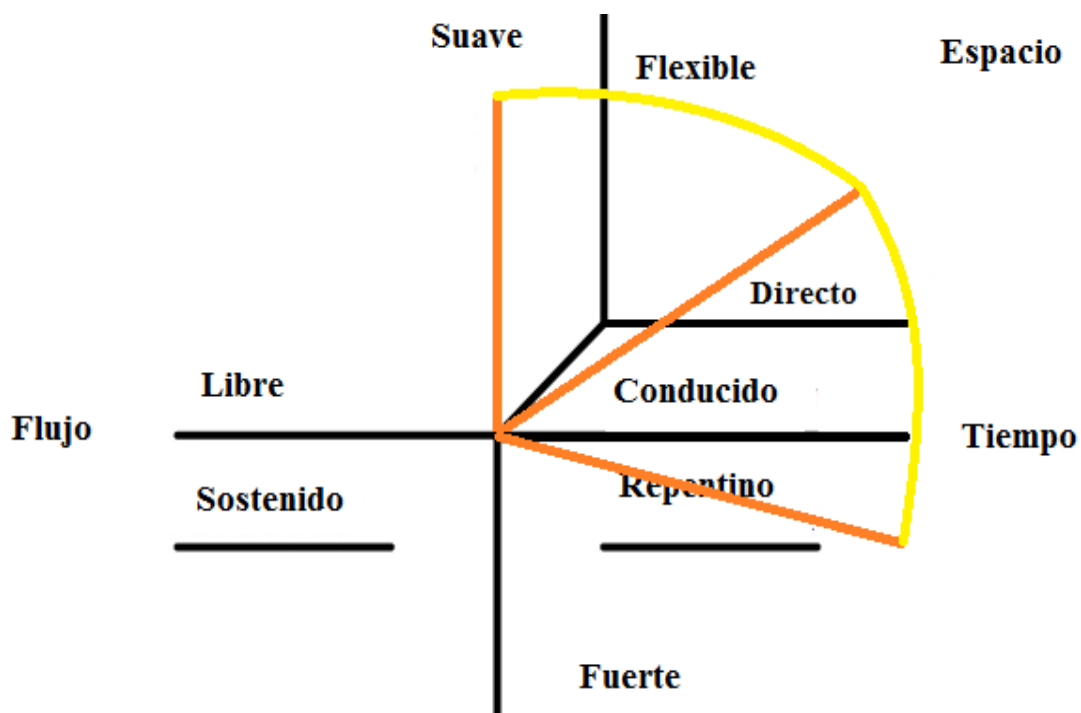 Suave
Espacio
Flexible
Directo
Libre
Conducido
Flujo
Tiempo
Repentino
Sostenido
Fuerte